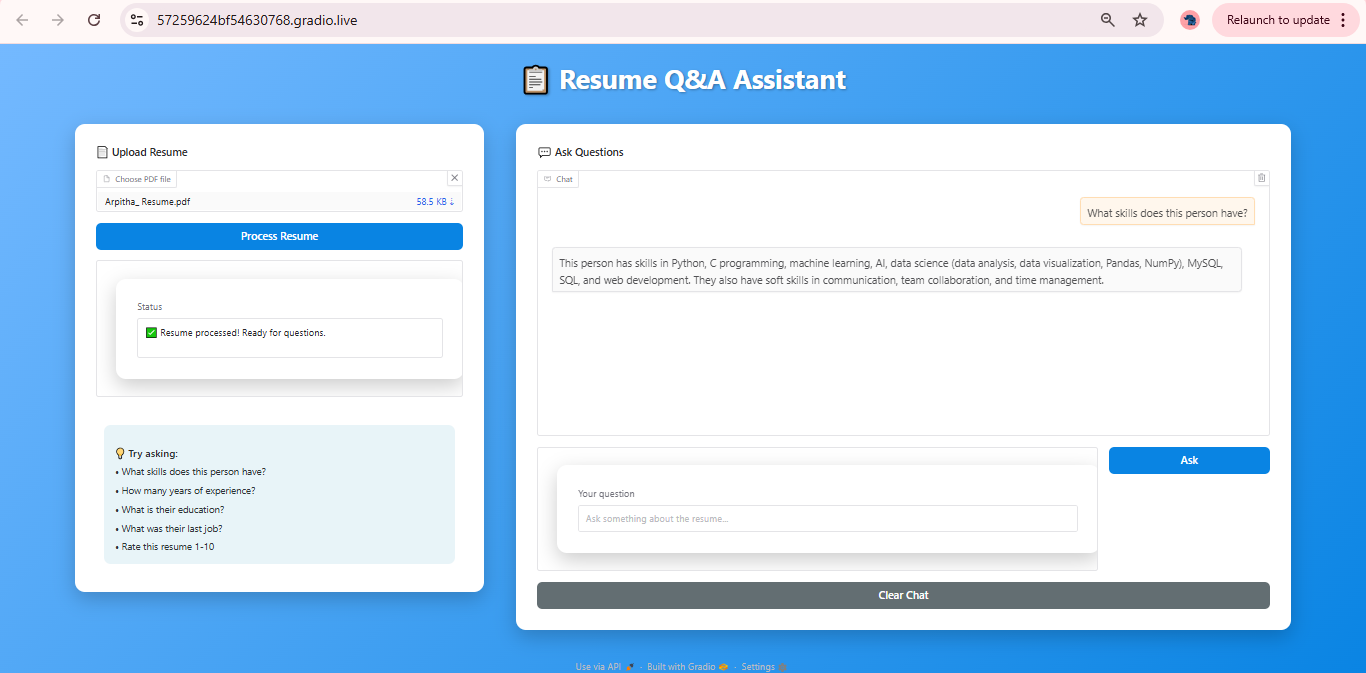 57259624bf54630768.gradio.live
Relaunch to update
Resume Q&A Assistant
Upload Resume
Choose PDF file
Arpitha_ Resume.pdf
58.5 KB ↓
Process Resume
Status
Resume processed! Ready for questions.
Try asking:
• What skills does this person have?
• How many years of experience?
• What is their education?
• What was their last job?
• Rate this resume 1-10
Ask Questions
Chat
What skills does this person have?
This person has skills in Python, C programming, machine learning, AI, data science (data analysis, data visualization, Pandas, NumPy), MySQL,
SQL, and web development. They also have soft skills in communication, team collaboration, and time management.
Your question
Ask something about the resume...
Ask
Clear Chat
Use via API · Built with Gradio · Settings